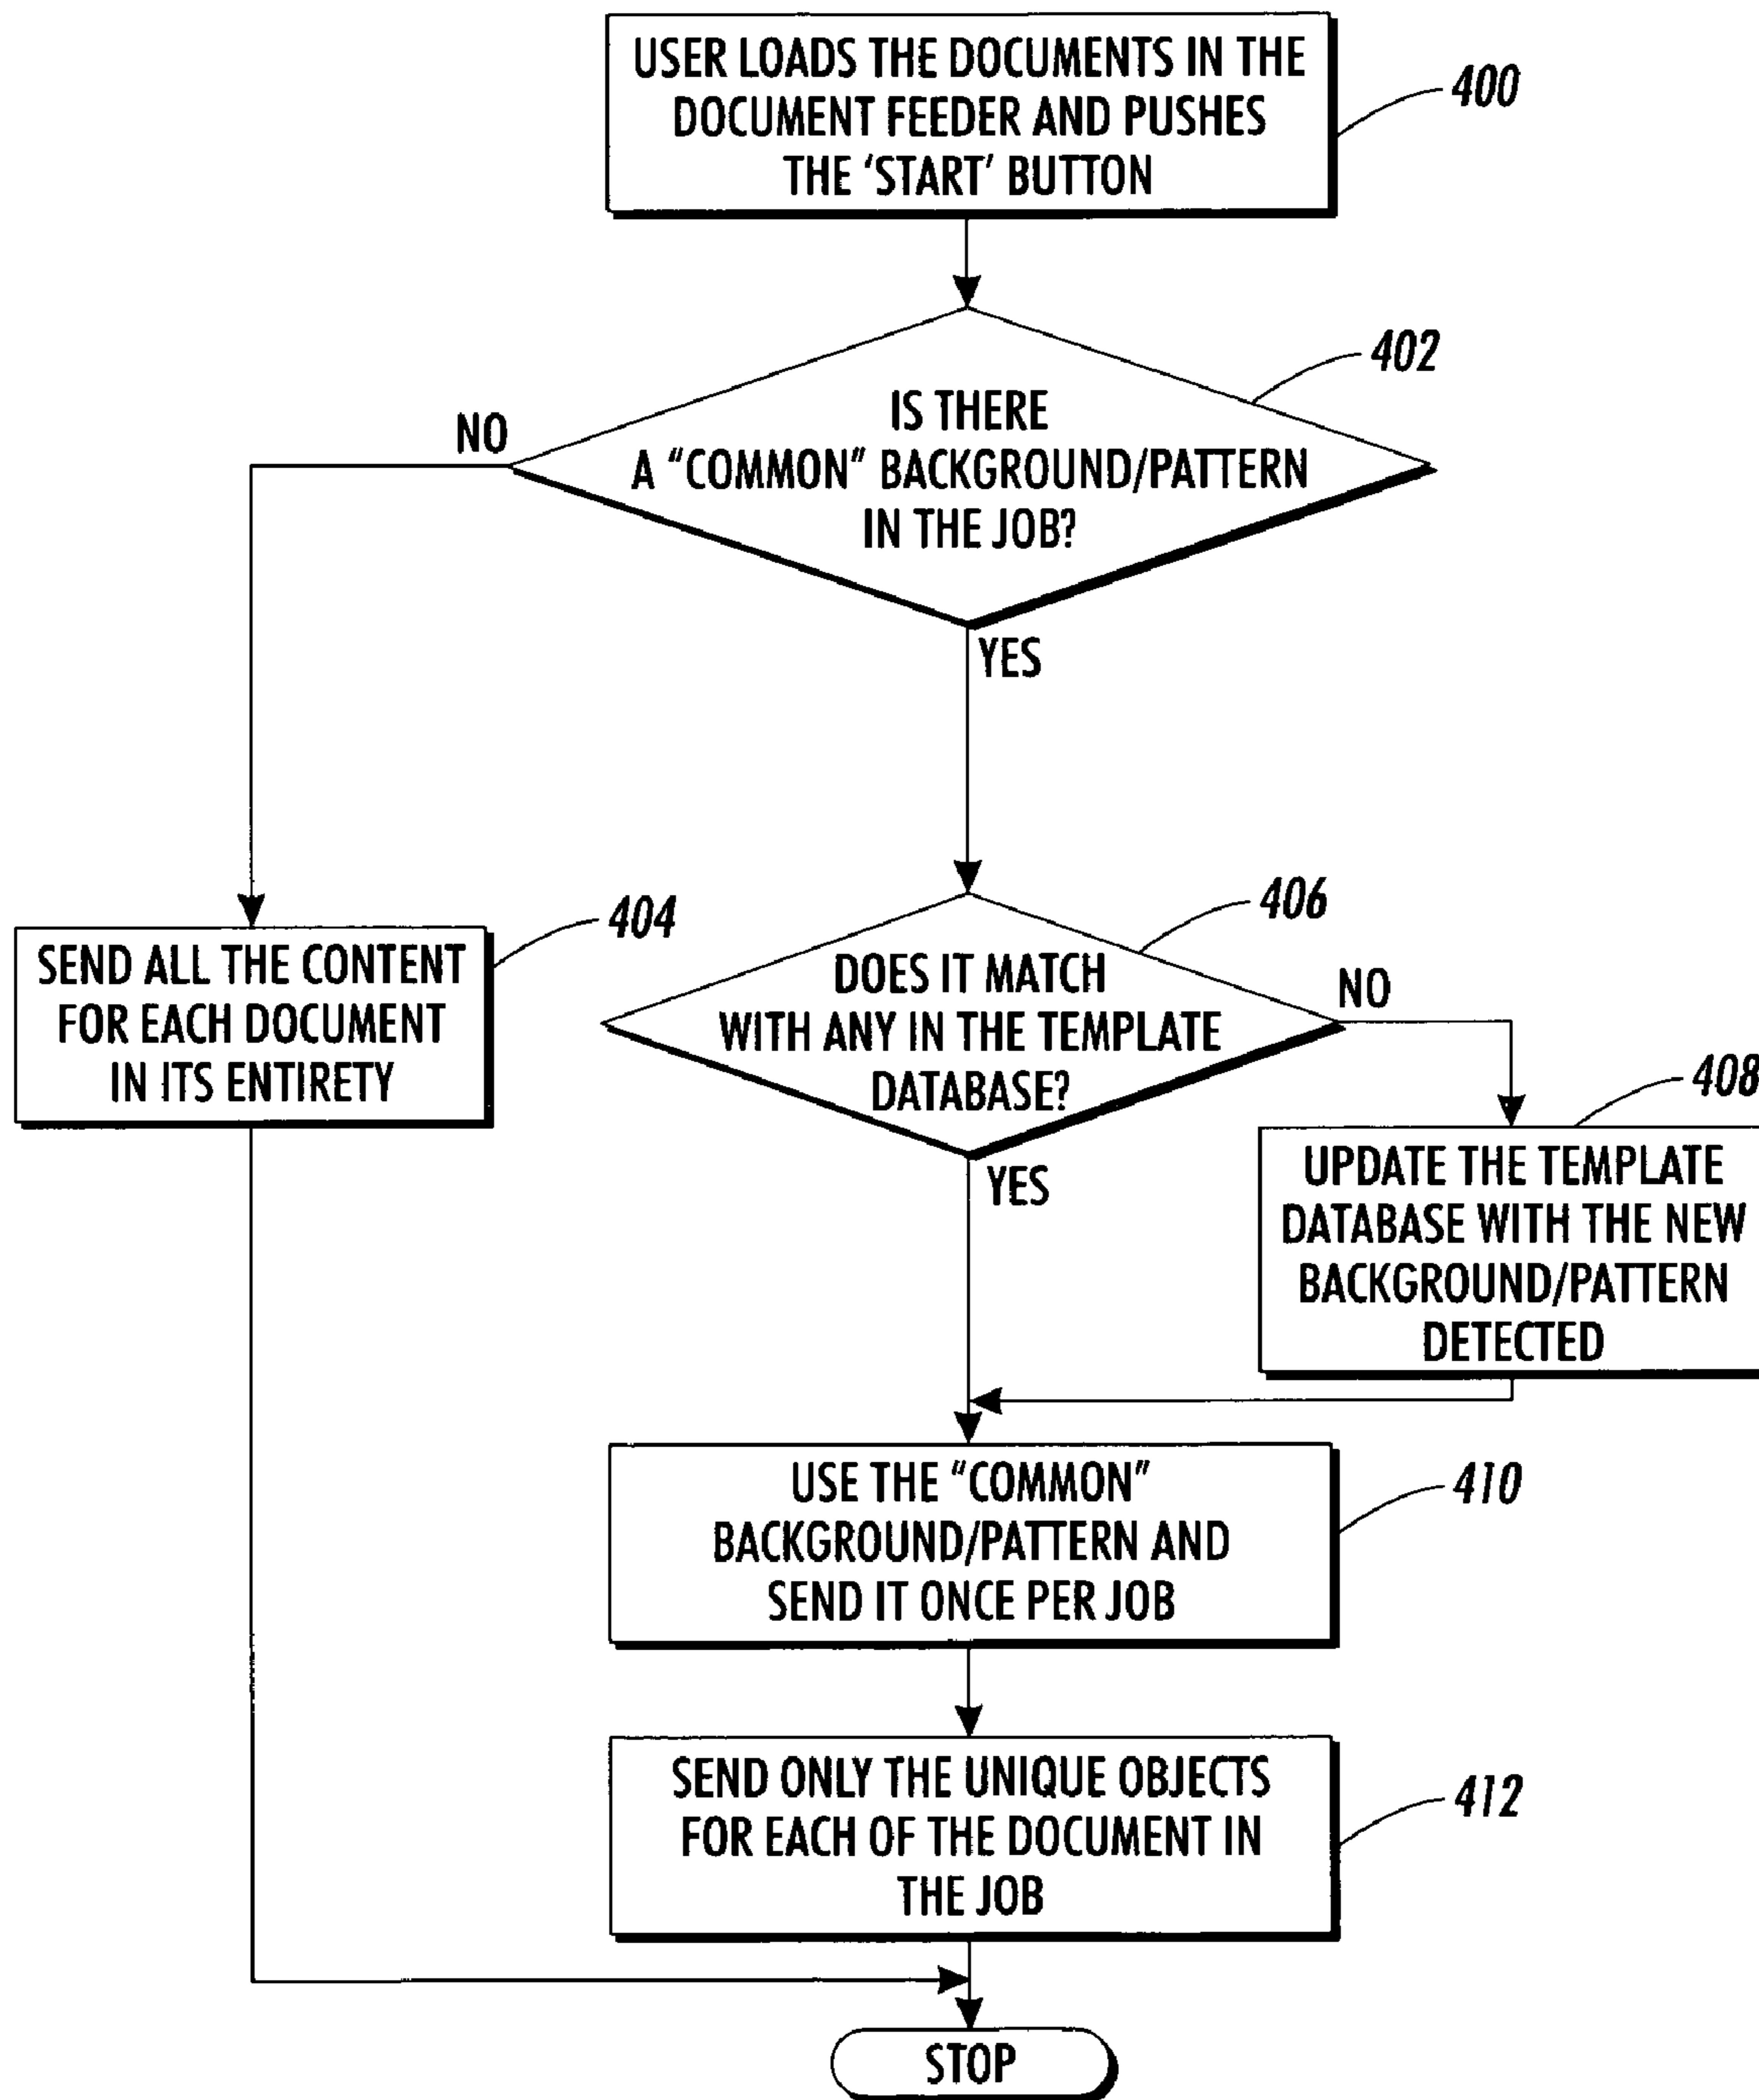 USER LOADS THE DOCUMENTS IN THE
DOCUMENT FEEDER AND PUSHES
THE ‘START’ BUTTON
400
402
IS THERE
A “COMMON” BACKGROUND/PATTERN
IN THE JOB?
NO
YES
404
SEND ALL THE CONTENT
FOR EACH DOCUMENT
IN ITS ENTIRETY
406
DOES IT MATCH
WITH ANY IN THE TEMPLATE
DATABASE?
NO
YES
408
UPDATE THE TEMPLATE
DATABASE WITH THE NEW
BACKGROUND/PATTERN
DETECTED
USE THE “COMMON”
BACKGROUND/PATTERN AND
SEND IT ONCE PER JOB
410
SEND ONLY THE UNIQUE OBJECTS
FOR EACH OF THE DOCUMENT IN
THE JOB
412
STOP